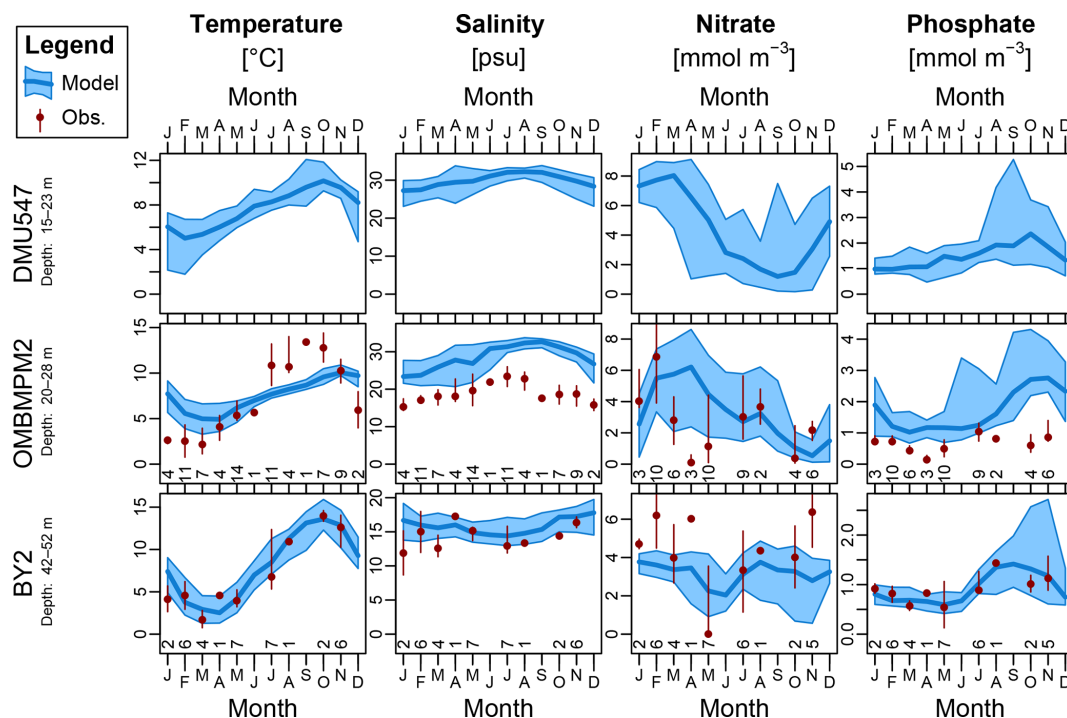 Legend
Model
Obs.
Temperature Salinity Nitrate Phosphate
[°C] [psu] [mmol m−3] [mmol m−3]
Month Month Month Month
J F M A M J J A S O N D J F M A M J J A S O N D J F M A M J J A S O N D J F M A M J J A S O N D
DMU547
Depth: 15–23 m
0 4 8 10 12
0 20 30
0 2 4 6 8
0 1 2 3 4 5
OMBMPM2
Depth: 20–28 m
0 5 10 15
4 11 7 4 14 1 7 4 1 4 9 2
0 10 20 30
4 11 7 4 14 1 11 4 1 7 7 2
0 2 4 6 8
3 10 6 3 10 9 2 4 6
0 1 2 3 4
3 10 6 3 10 9 2 4 6
BY2
Depth: 42–52 m
0 5 10 15
2 6 4 1 7 7 1 2 6
0 5 10 15 20
2 6 4 1 7 7 1 2 6
0 2 4 6
2 6 4 1 7 6 1 4 5
0.0 1.0 2.0
2 6 4 1 7 6 1 2 5
J F M A M J J A S O N D J F M A M J J A S O N D J F M A M J J A S O N D J F M A M J J A S O N D
Month Month Month Month